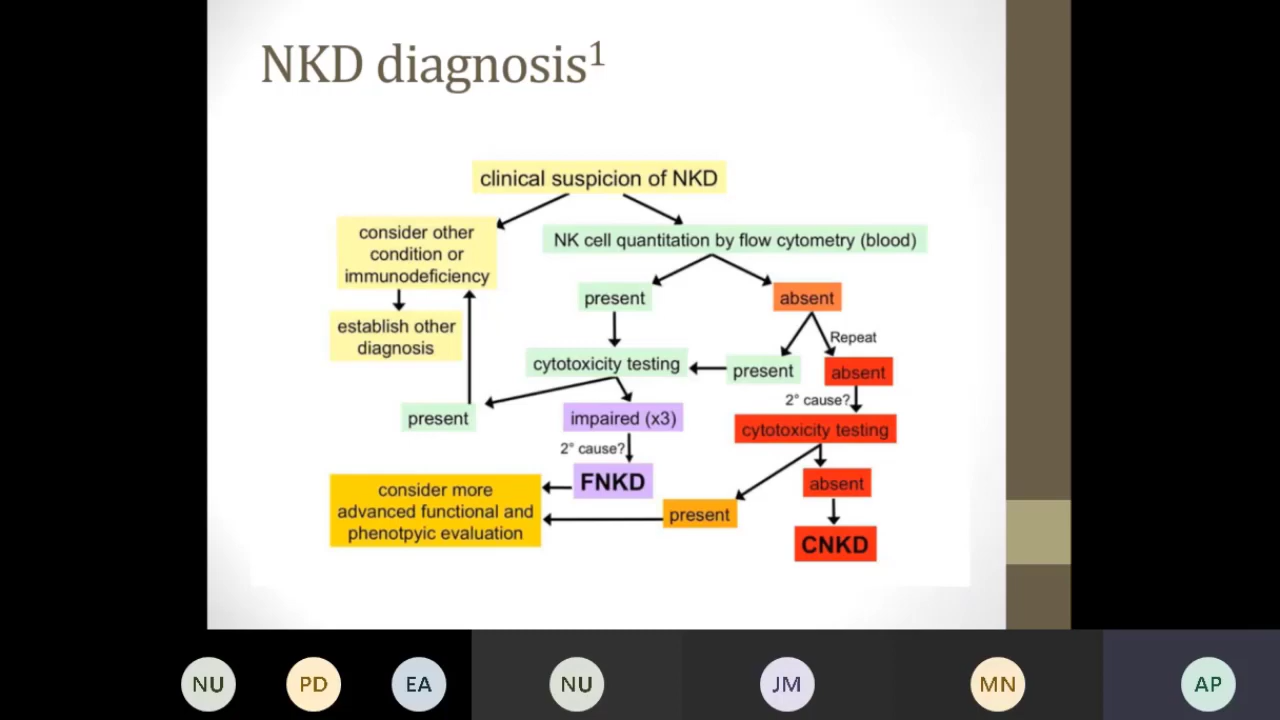 NKD diagnosis¹
clinical suspicion of NKD
consider other
condition or
immunodeficiency
NK cell quantitation by flow cytometry (blood)
present
absent
establish other
diagnosis
Repeat
cytotoxicity testing
present
absent
2° cause?
present
impaired (x3)
cytotoxicity testing
2° cause?
FNKD
absent
consider more
advanced functional and
phenotpyic evaluation
present
CNKD
NU
PD
EA
NU
JM
MN
AP